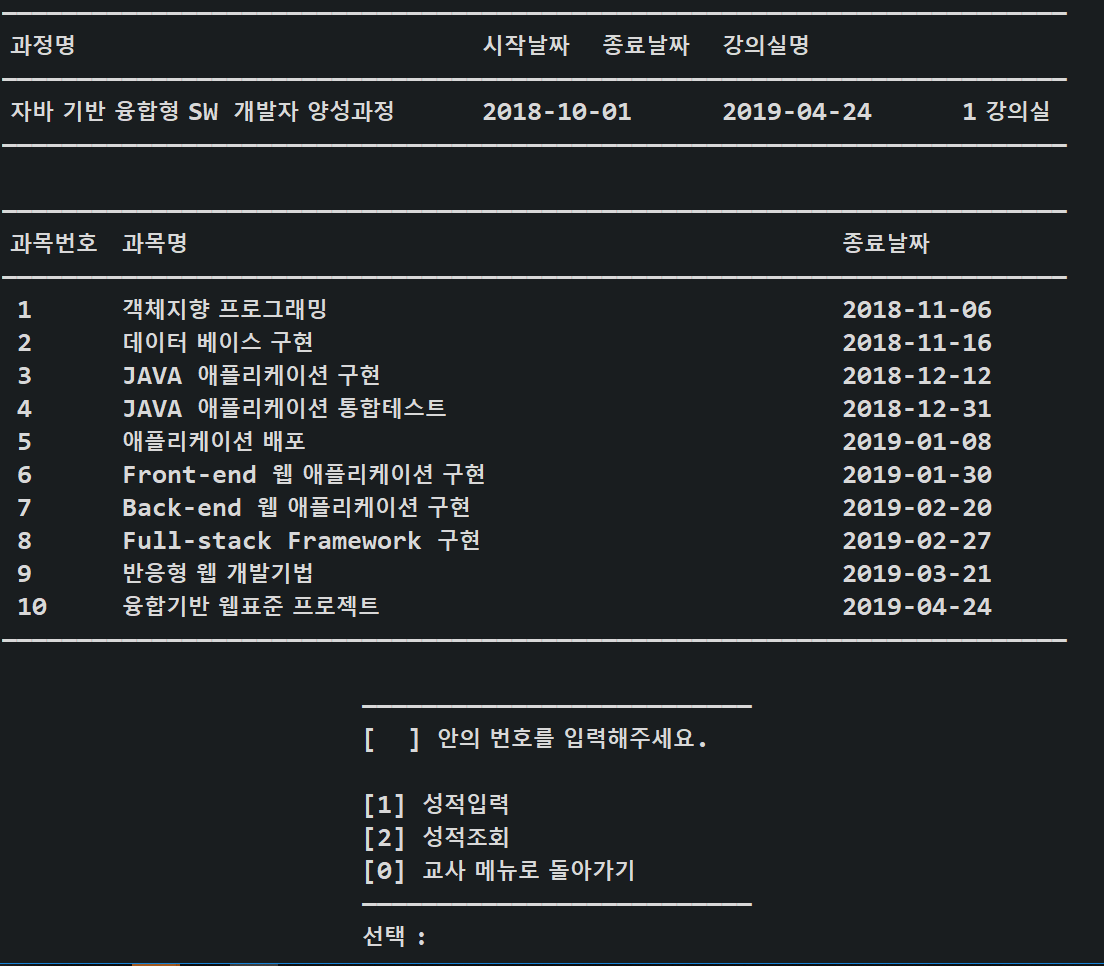 과정명 시작날짜 종료날짜 강의실명
자바 기반 융합형 SW 개발자 양성과정 2018-10-01 2019-04-24 1 강의실
과목번호 과목명 종료날짜
1 객체지향 프로그래밍 2018-11-06
2 데이터 베이스 구현 2018-11-16
3 JAVA 애플리케이션 구현 2018-12-12
4 JAVA 애플리케이션 통합테스트 2018-12-31
5 애플리케이션 배포 2019-01-08
6 Front-end 웹 애플리케이션 구현 2019-01-30
7 Back-end 웹 애플리케이션 구현 2019-02-20
8 Full-stack Framework 구현 2019-02-27
9 반응형 웹 개발기법 2019-03-21
10 융합기반 웹표준 프로젝트 2019-04-24
[ ] 안의 번호를 입력해주세요.
[1] 성적입력
[2] 성적조회
[0] 교사 메뉴로 돌아가기
선택 :